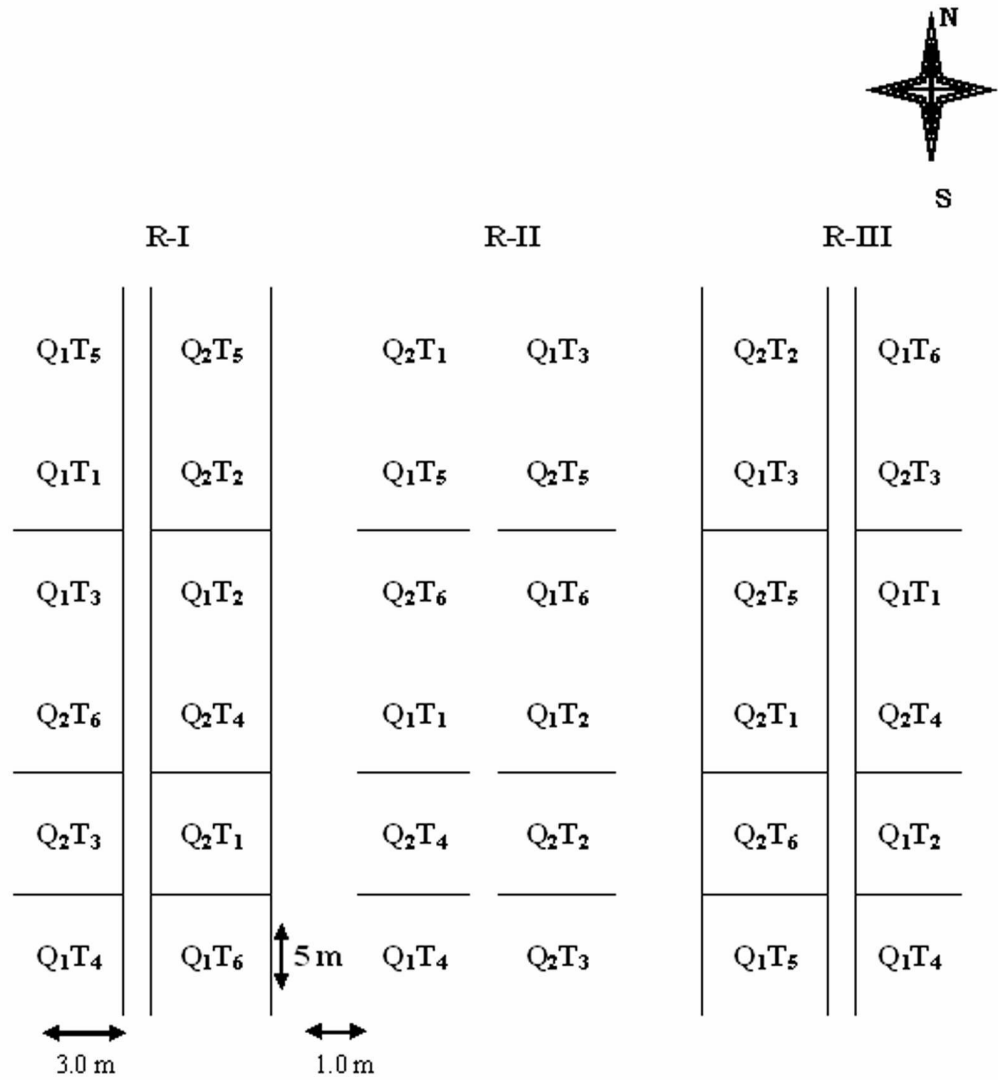 N
S
R-I R-II R-III
Q₁T₅ Q₂T₅ Q₂T₁ Q₁T₃ Q₂T₂ Q₁T₆
Q₁T₁ Q₂T₂ Q₁T₅ Q₂T₅ Q₁T₃ Q₂T₃
Q₁T₃ Q₁T₂ Q₂T₆ Q₁T₆ Q₂T₅ Q₁T₁
Q₂T₆ Q₂T₄ Q₁T₁ Q₁T₂ Q₂T₁ Q₂T₄
Q₂T₃ Q₂T₁ Q₂T₄ Q₂T₂ Q₂T₆ Q₁T₂
Q₁T₄ Q₁T₆ 5 m Q₁T₄ Q₂T₃ Q₁T₅ Q₁T₄
3.0 m 1.0 m